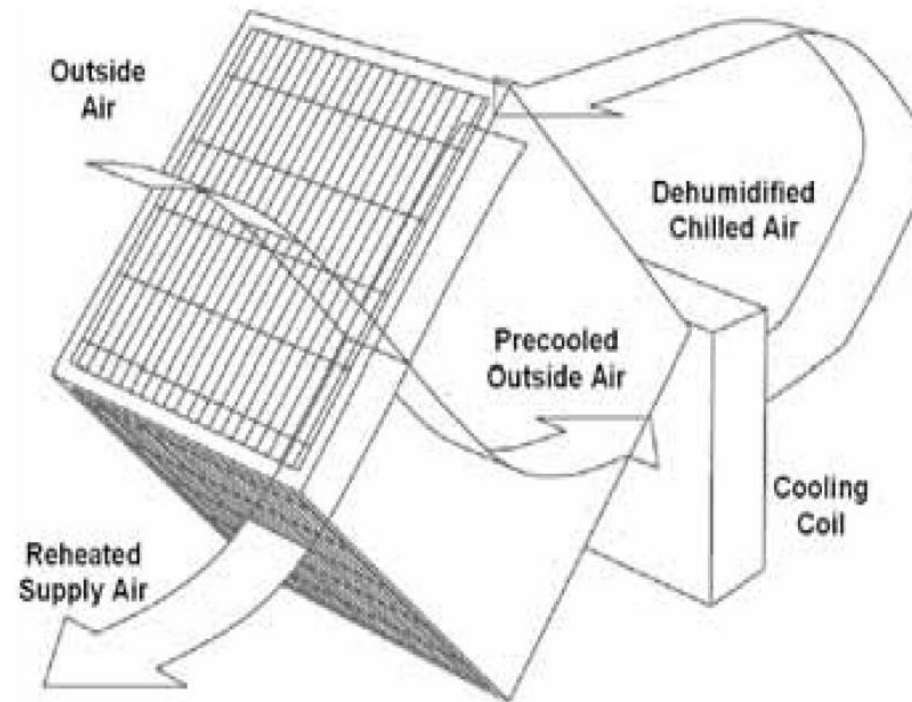 Outside
Air
Dehumidified
Chilled Air
Precooled
Outside Air
Cooling
Coil
Reheated
Supply Air